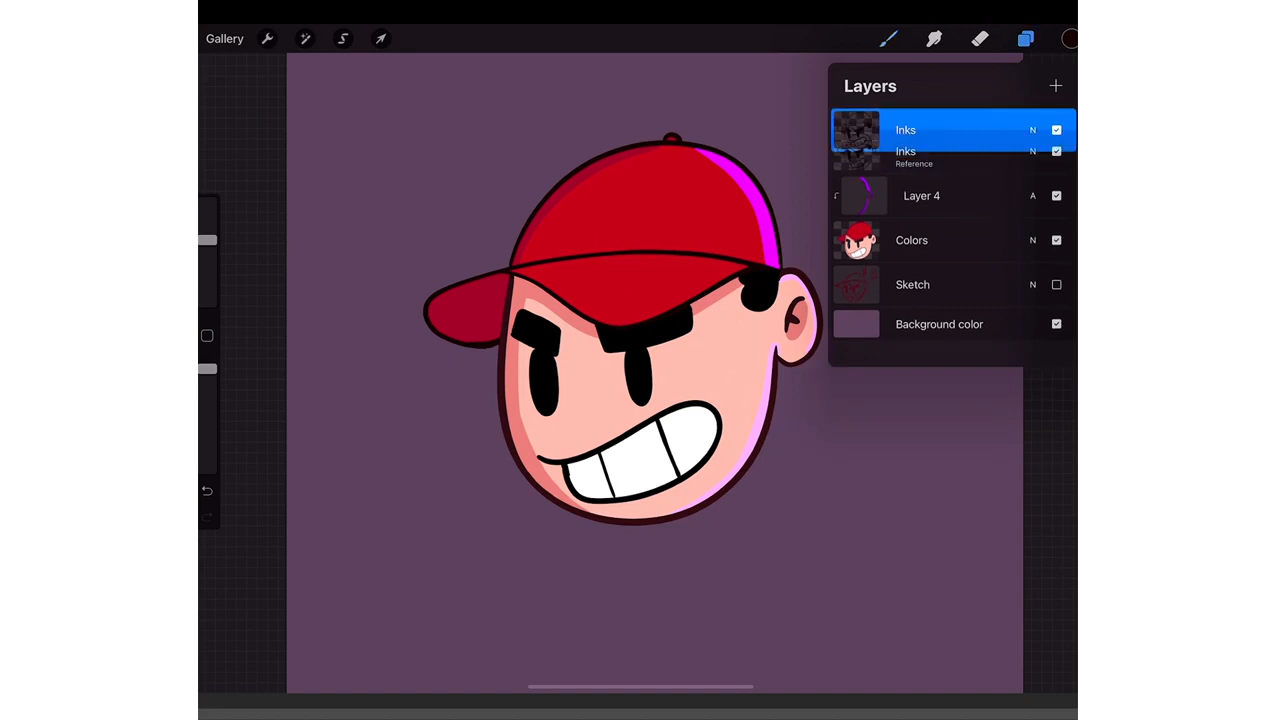 Gallery
Layers
Inks N
Inks N
Reference
Layer 4 A
Colors N
Sketch N
Background color